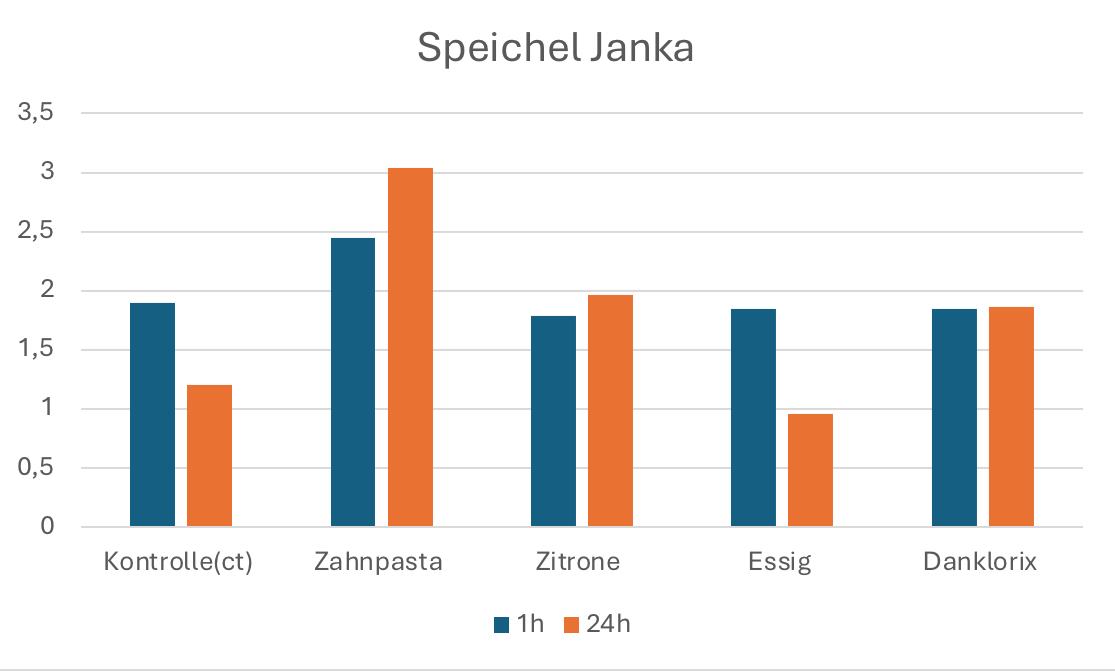 Speichel Janka
3,5
3
2,5
2
1,5
1
0,5
0
Kontrolle(ct) Zahnpasta Zitrone Essig Danklorix
1h 24h